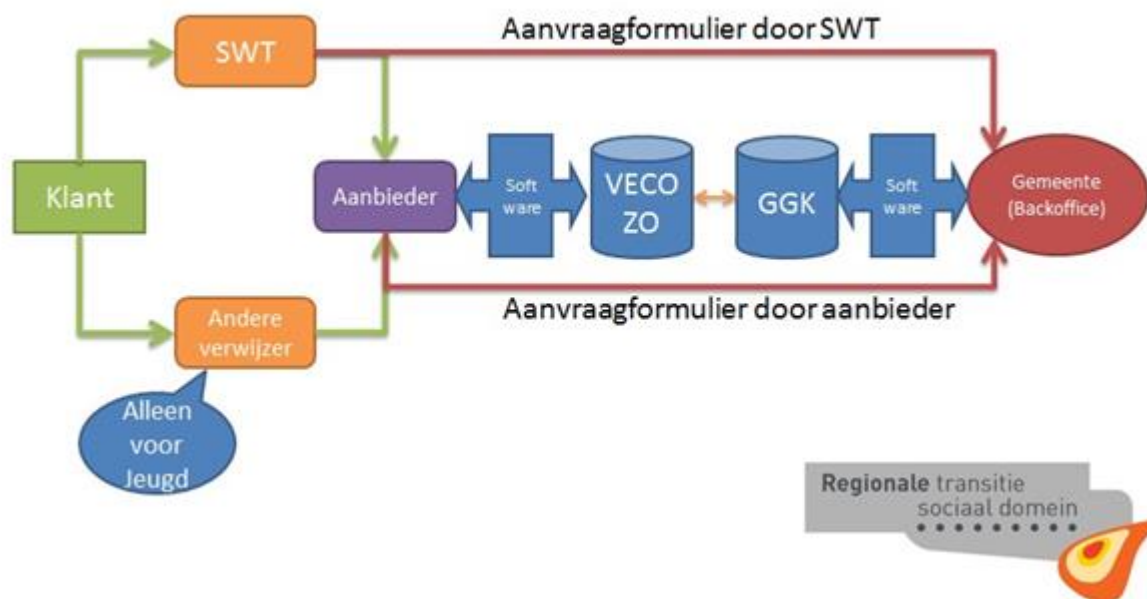 Aanvraagformulier door SWT
SWT
Klant
Aanbieder
Soft
ware
VECO
ZO
GGK
Soft
ware
Gemeente
(Backoffice)
Aanvraagformulier door aanbieder
Andere
verwijzer
Alleen
voor
Jeugd
Regionale transitie
sociaal domein